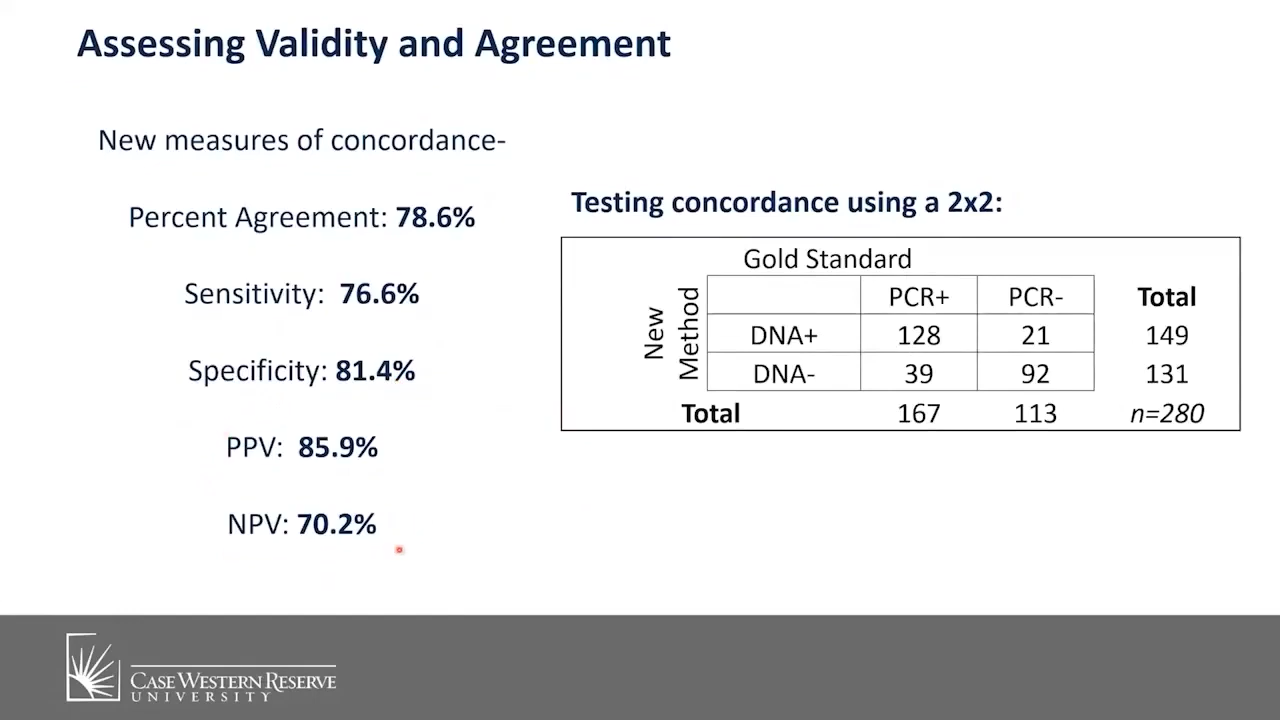 Assessing Validity and Agreement
New measures of concordance-
Percent Agreement: 78.6%
Sensitivity: 76.6%
Specificity: 81.4%
PPV: 85.9%
NPV: 70.2%
Testing concordance using a 2x2:
Gold Standard
New
Method
PCR+ PCR- Total
DNA+ 128 21 149
DNA- 39 92 131
Total 167 113 n=280
CASE WESTERN RESERVE
UNIVERSITY